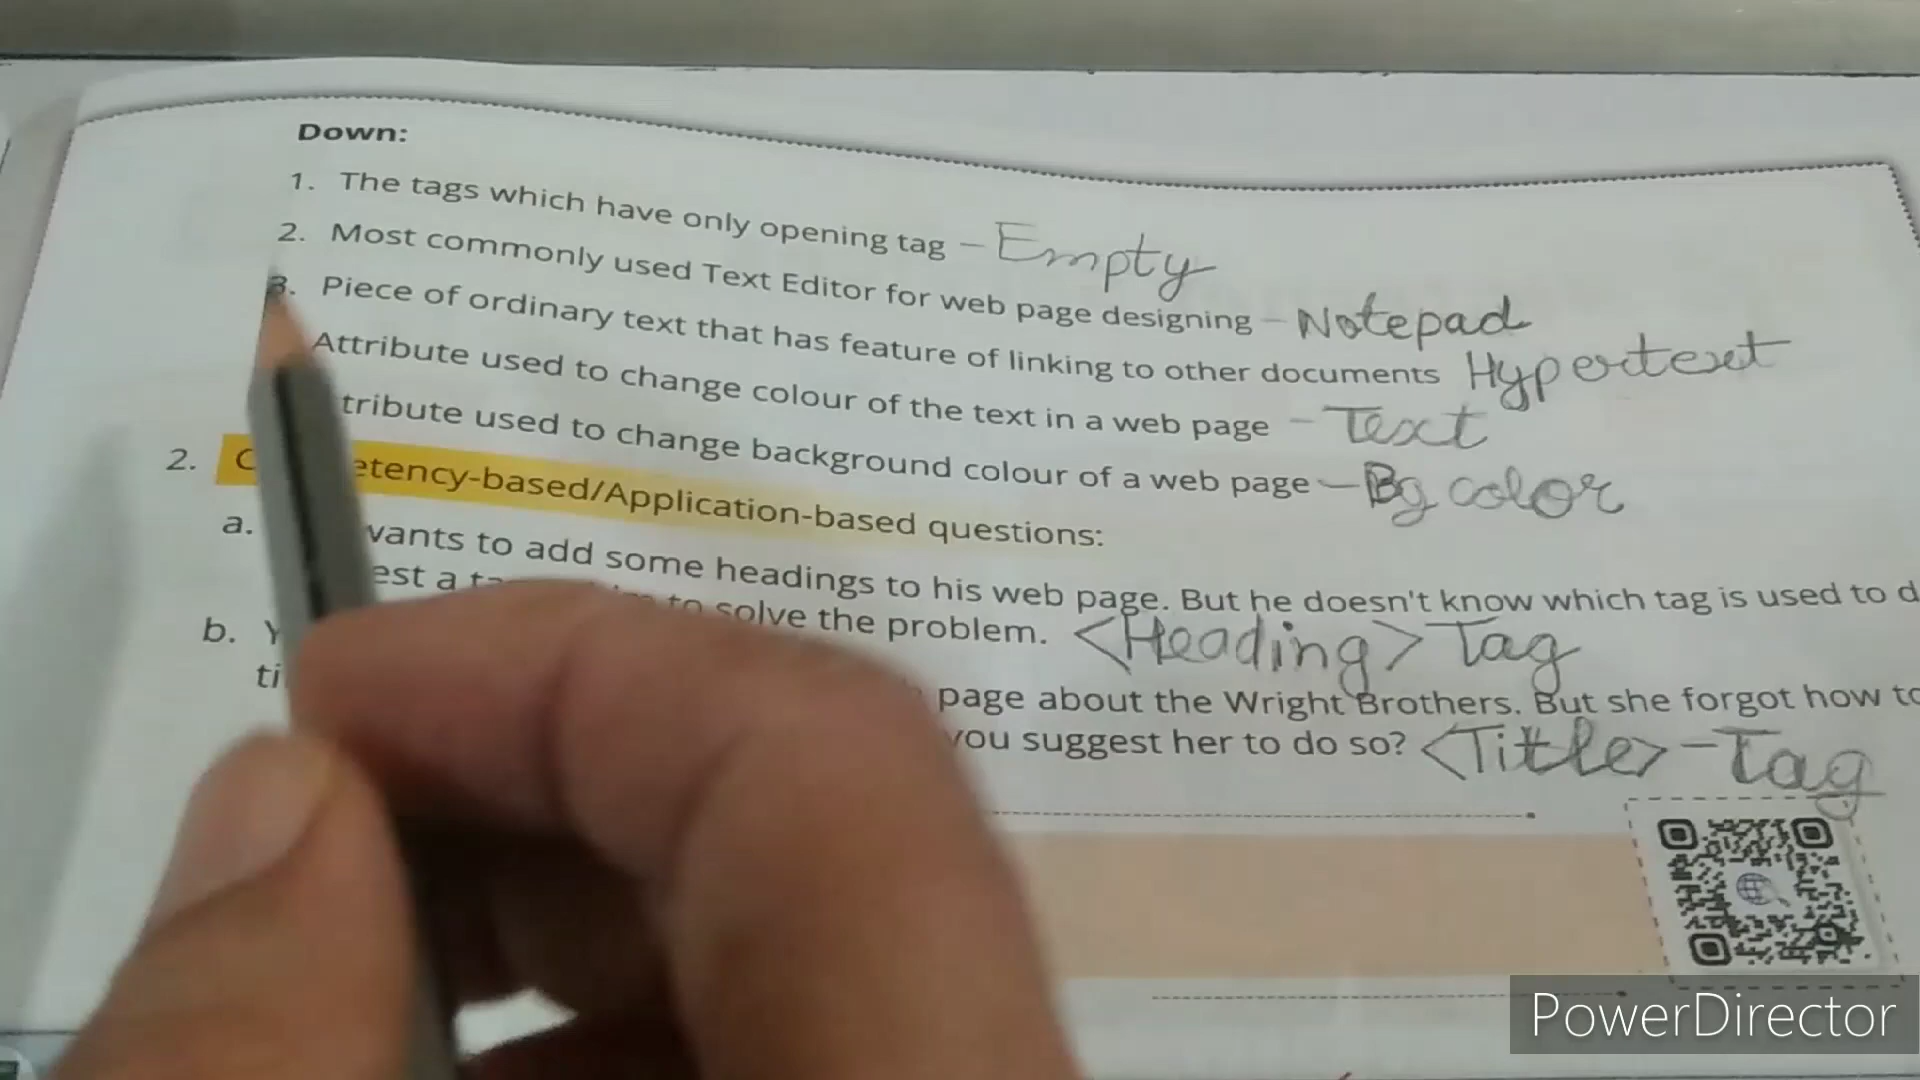 Down:
1. The tags which have only opening tag – Empty
2. Most commonly used Text Editor for web page designing – Notepad
3. Piece of ordinary text that has feature of linking to other documents Hypertext
Attribute used to change colour of the text in a web page – Text
tribute used to change background colour of a web page – Bg color
2. C etency-based/Application-based questions:
a. wants to add some headings to his web page. But he doesn't know which tag is used to d
est a to solve the problem. <Heading> Tag
b. Y page about the Wright Brothers. But she forgot how to
ti you suggest her to do so? <Title> – Tag
PowerDirector